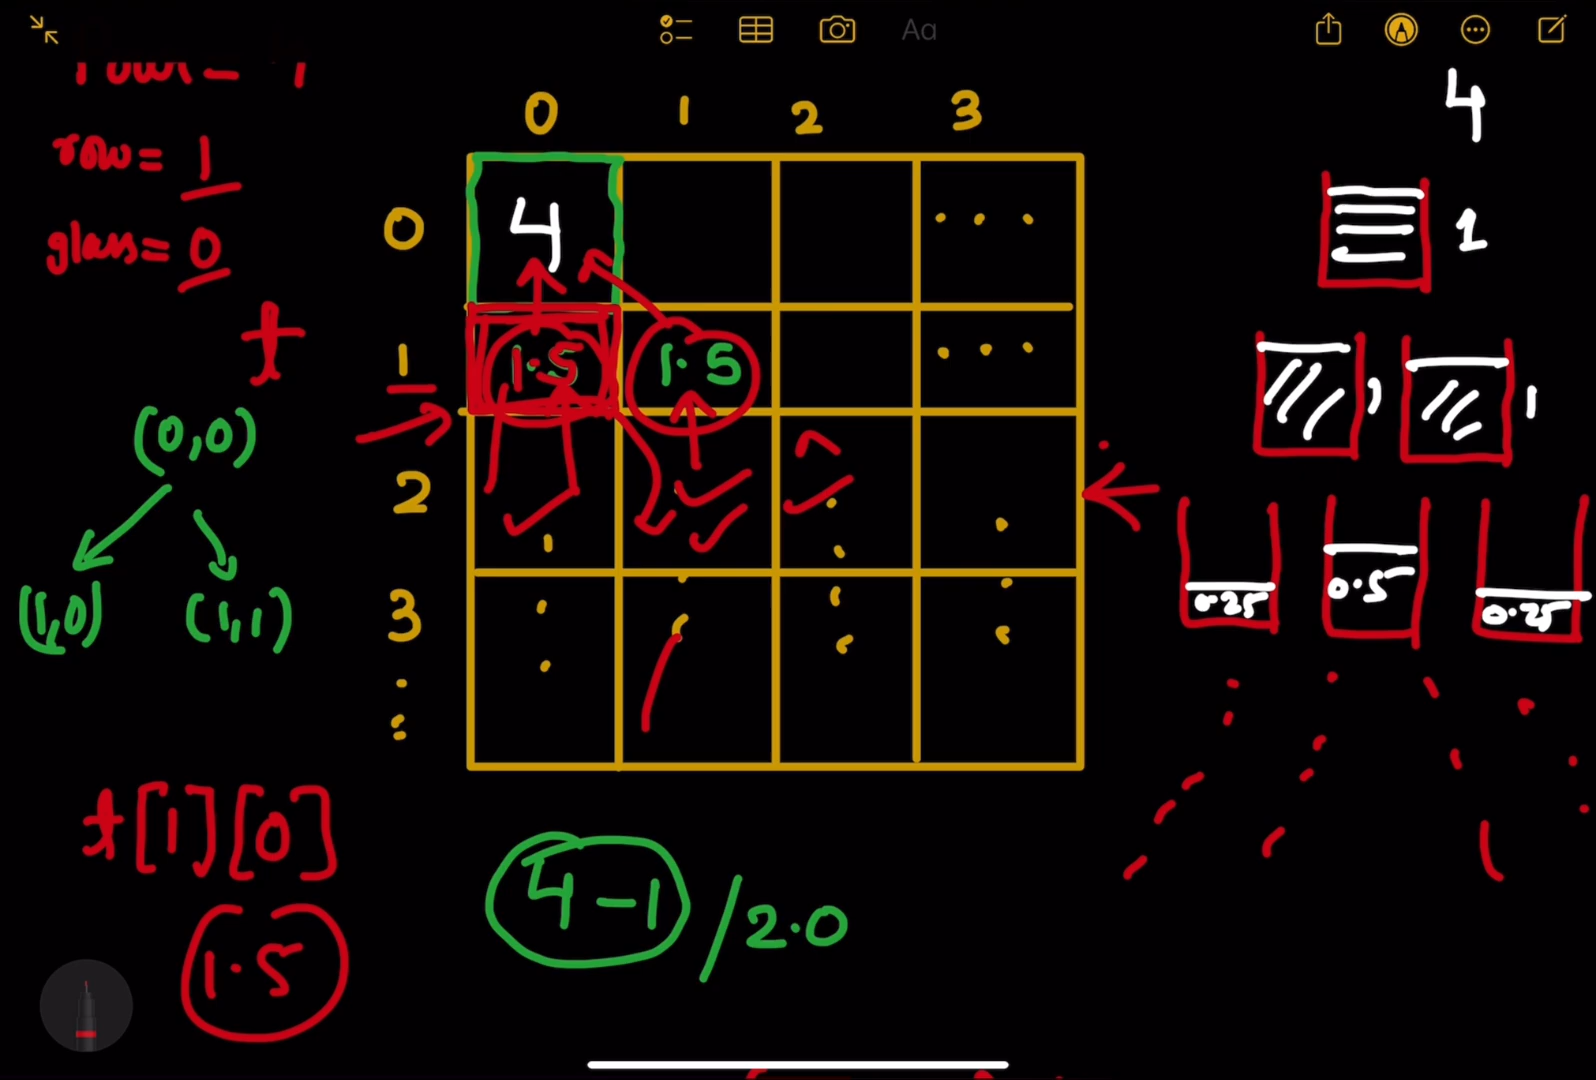 Aa
row = 1
glass = 0
t
(0,0)
(1,0) (1,1)
t[1][0]
1.5
0 1 2 3
0 4
1 1.5 1.5
2
3
4-1/2.0
4
1
1 1
0.25 0.5 0.25